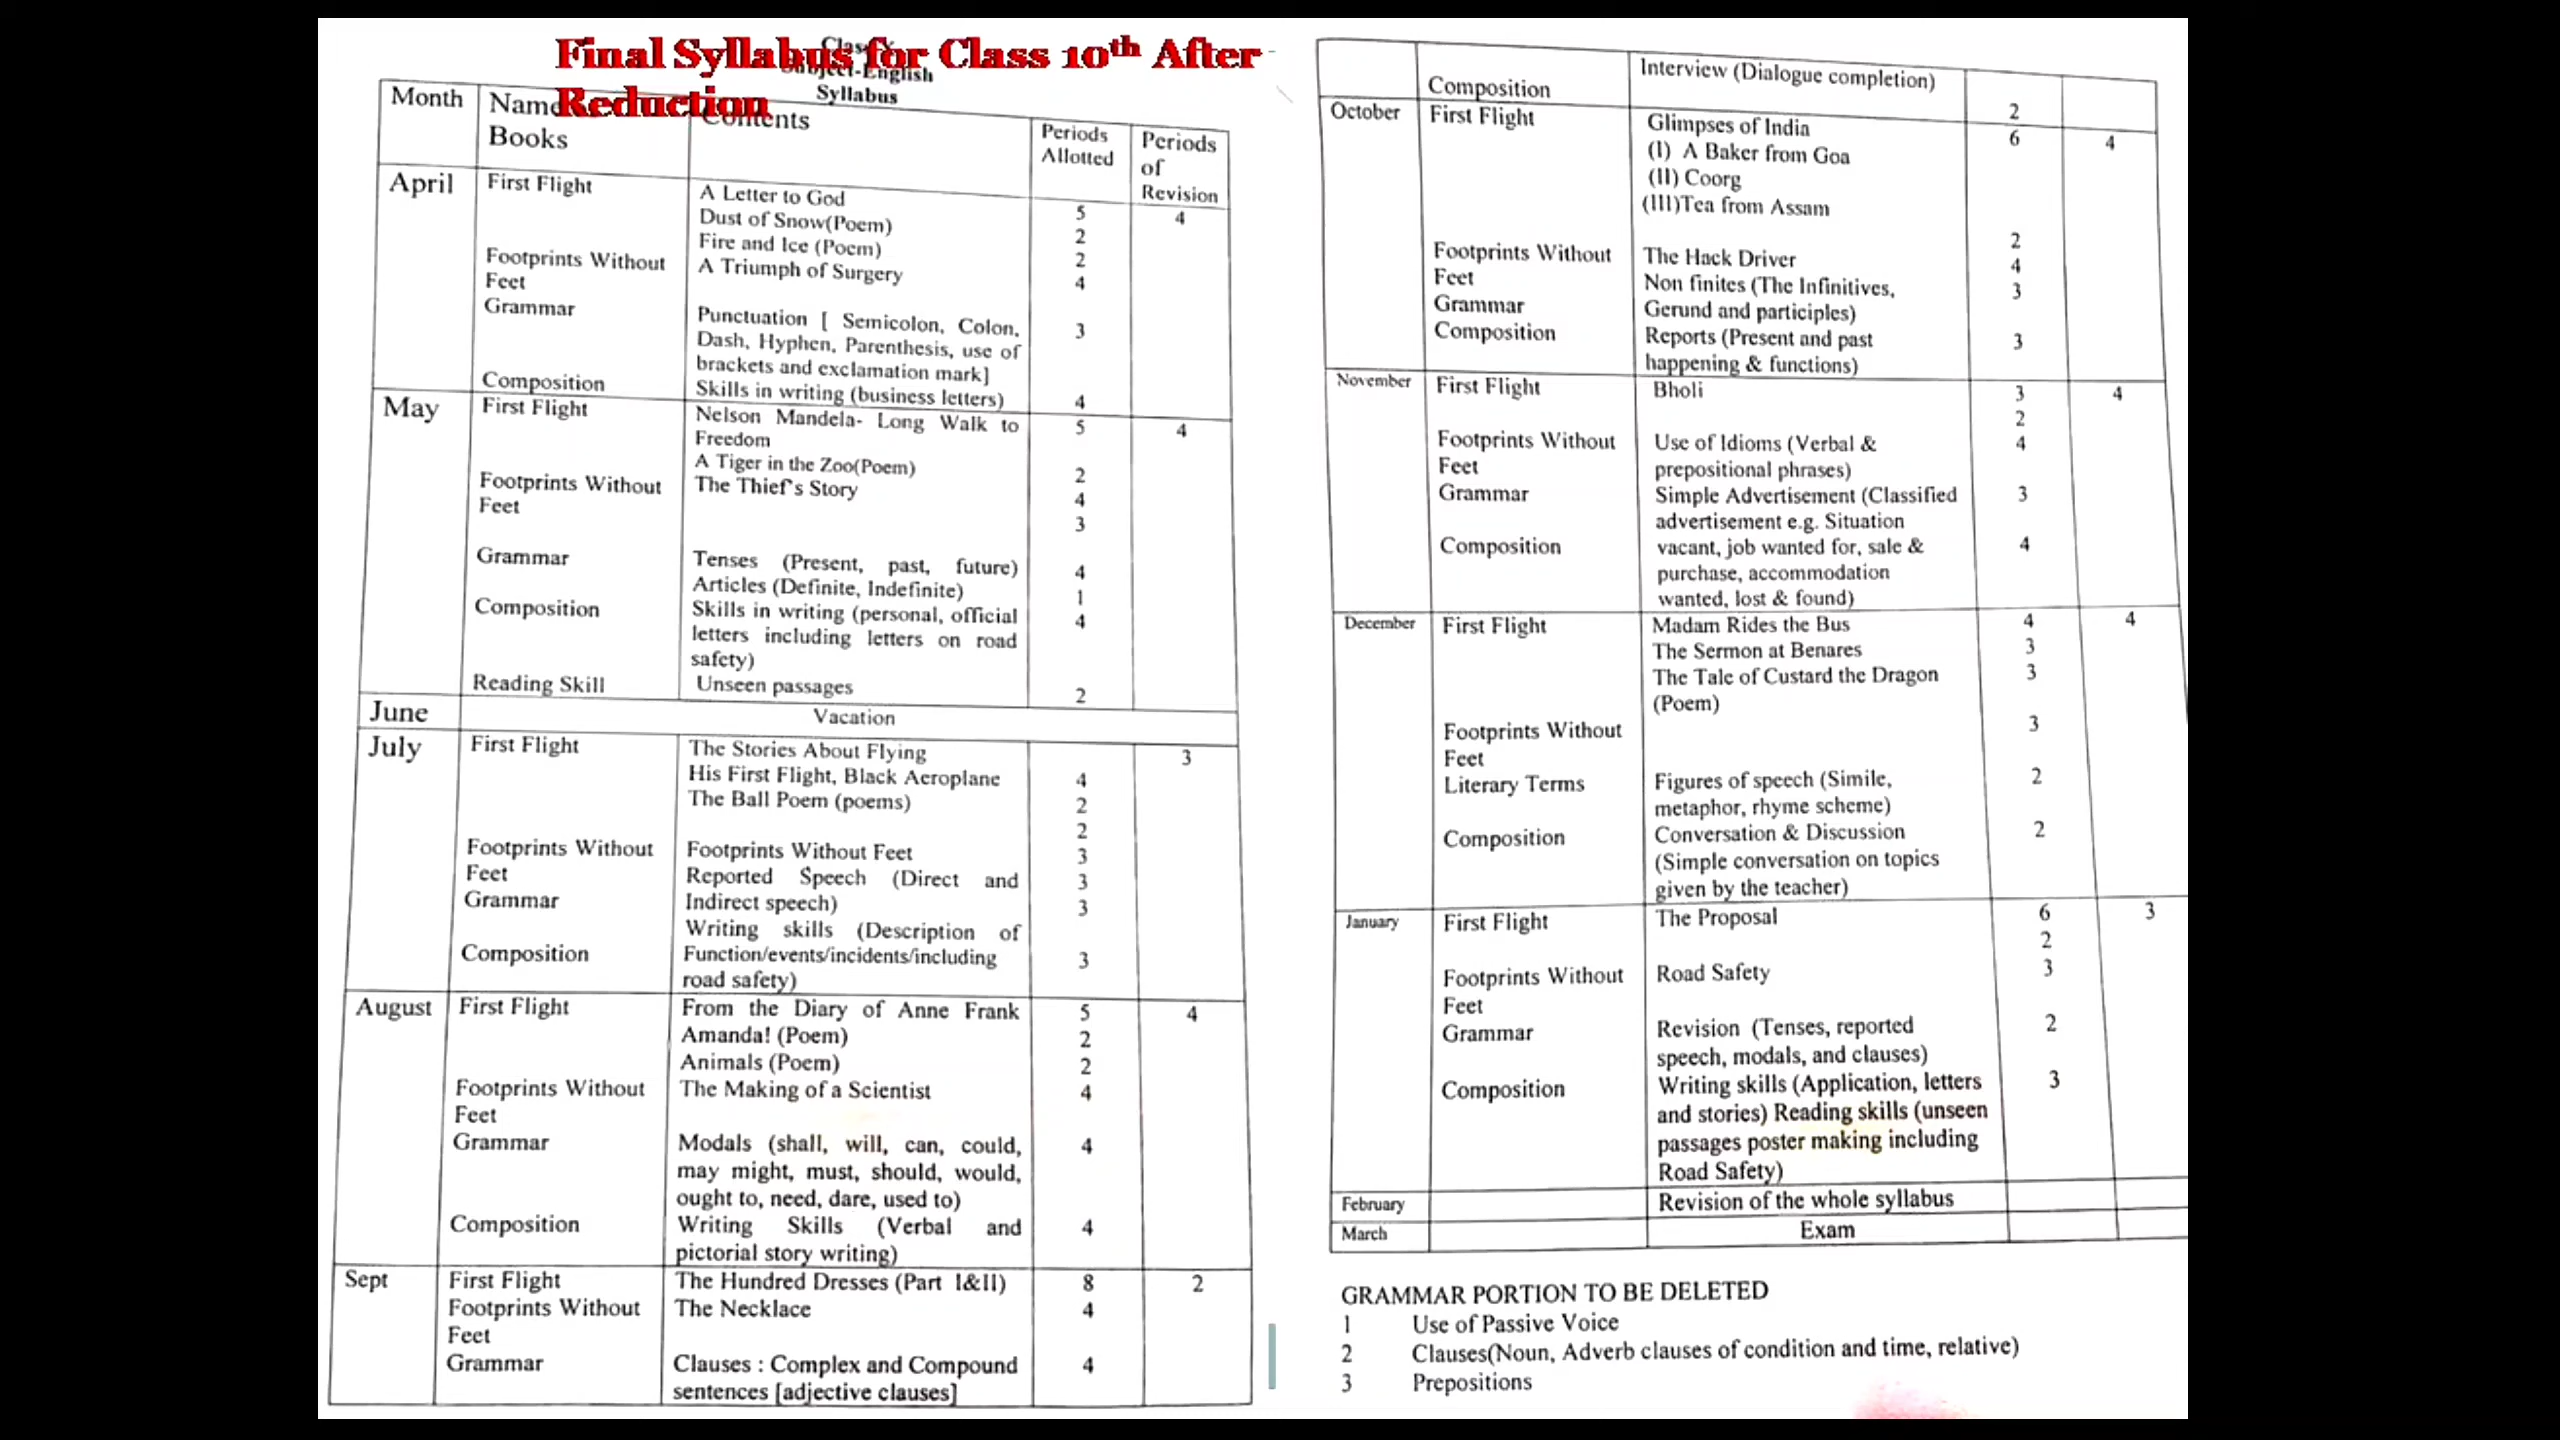 Final Syllabus for Class 10th After
Reduction
Class X
Subject-English
Syllabus
Month
Name
Books
Contents
Periods
Allotted
Periods
of
Revision
April
First Flight
A Letter to God
5
4
Dust of Snow(Poem)
2
Fire and Ice (Poem)
2
Footprints Without
Feet
A Triumph of Surgery
4
Grammar
Punctuation [ Semicolon, Colon,
3
Dash, Hyphen, Parenthesis, use of
brackets and exclamation mark]
Composition
Skills in writing (business letters)
4
May
First Flight
Nelson Mandela- Long Walk to
5
4
Freedom
A Tiger in the Zoo(Poem)
2
Footprints Without
Feet
The Thief's Story
4
3
Grammar
Tenses (Present, past, future)
4
Articles (Definite, Indefinite)
1
Composition
Skills in writing (personal, official
4
letters including letters on road
safety)
Reading Skill
Unseen passages
2
June
Vacation
July
First Flight
The Stories About Flying
3
His First Flight, Black Aeroplane
4
The Ball Poem (poems)
2
2
Footprints Without
Feet
Footprints Without Feet
3
Grammar
Reported Speech (Direct and
3
Indirect speech)
3
Composition
Writing skills (Description of
Function/events/incidents/including
3
road safety)
August
First Flight
From the Diary of Anne Frank
5
4
Amanda! (Poem)
2
Animals (Poem)
2
Footprints Without
Feet
The Making of a Scientist
4
Grammar
Modals (shall, will, can, could,
4
may might, must, should, would,
ought to, need, dare, used to)
Composition
Writing Skills (Verbal and
4
pictorial story writing)
Sept
First Flight
The Hundred Dresses (Part I&II)
8
2
Footprints Without
Feet
The Necklace
4
Grammar
Clauses : Complex and Compound
4
sentences [adjective clauses]
Composition
Interview (Dialogue completion)
2
October
First Flight
Glimpses of India
6
4
(I) A Baker from Goa
(II) Coorg
(III)Tea from Assam
2
Footprints Without
Feet
The Hack Driver
4
Grammar
Non finites (The Infinitives,
3
Gerund and participles)
Composition
Reports (Present and past
3
happening & functions)
November
First Flight
Bholi
3
4
2
Footprints Without
Feet
Use of Idioms (Verbal &
4
prepositional phrases)
Grammar
Simple Advertisement (Classified
3
advertisement e.g. Situation
Composition
vacant, job wanted for, sale &
4
purchase, accommodation
wanted, lost & found)
December
First Flight
Madam Rides the Bus
4
4
The Sermon at Benares
3
The Tale of Custard the Dragon
3
(Poem)
Footprints Without
Feet
3
Literary Terms
Figures of speech (Simile,
2
metaphor, rhyme scheme)
Composition
Conversation & Discussion
2
(Simple conversation on topics
given by the teacher)
January
First Flight
The Proposal
6
3
2
Footprints Without
Feet
Road Safety
3
Grammar
Revision (Tenses, reported
2
speech, modals, and clauses)
Composition
Writing skills (Application, letters
3
and stories) Reading skills (unseen
passages poster making including
Road Safety)
February
Revision of the whole syllabus
March
Exam
GRAMMAR PORTION TO BE DELETED
1 Use of Passive Voice
2 Clauses(Noun, Adverb clauses of condition and time, relative)
3 Prepositions